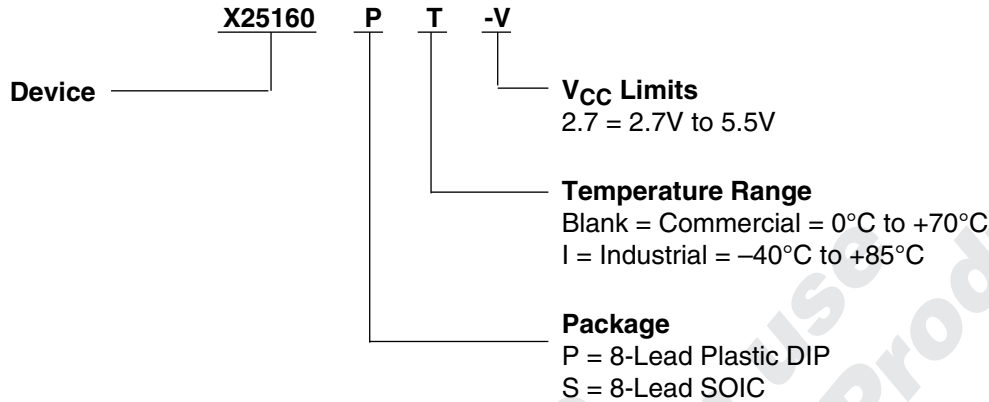 X25160 P T -V
Device
VCC Limits
2.7 = 2.7V to 5.5V
Temperature Range
Blank = Commercial = 0°C to +70°C
I = Industrial = –40°C to +85°C
Package
P = 8-Lead Plastic DIP
S = 8-Lead SOIC
use